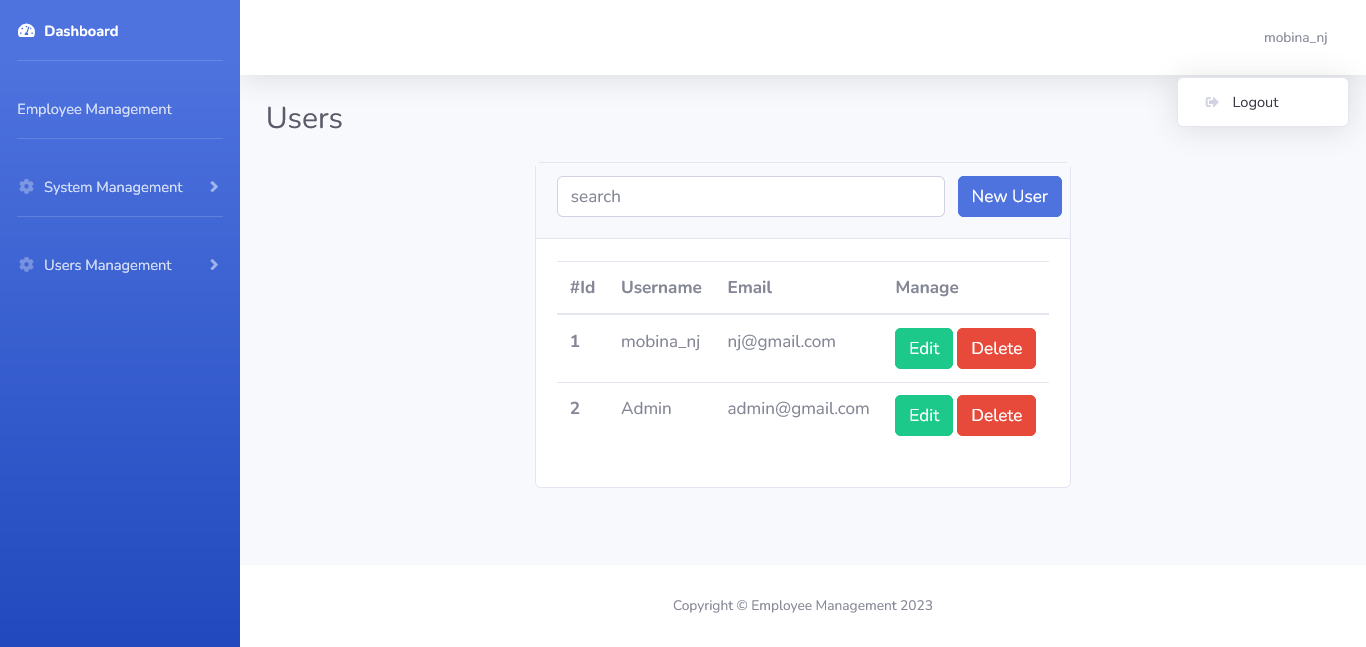 Dashboard
mobina_nj
Employee Management
Logout
Users
System Management
search
New User
Users Management
#Id Username Email Manage
1 mobina_nj nj@gmail.com Edit Delete
2 Admin admin@gmail.com Edit Delete
Copyright © Employee Management 2023